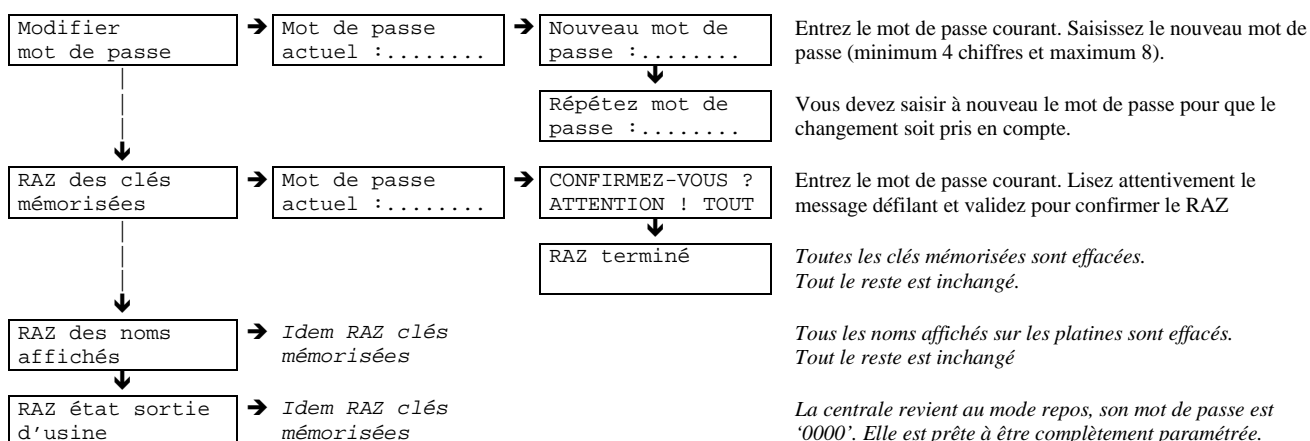 Modifier
mot de passe
Mot de passe
actuel :........
Nouveau mot de
passe :........
Entrez le mot de passe courant. Saisissez le nouveau mot de
passe (minimum 4 chiffres et maximum 8).
Répétez mot de
passe :........
Vous devez saisir à nouveau le mot de passe pour que le
changement soit pris en compte.
RAZ des clés
mémorisées
Mot de passe
actuel :........
CONFIRMEZ-VOUS ?
ATTENTION ! TOUT
Entrez le mot de passe courant. Lisez attentivement le
message défilant et validez pour confirmer le RAZ
RAZ terminé
Toutes les clés mémorisées sont effacées.
Tout le reste est inchangé.
RAZ des noms
affichés
Idem RAZ clés
mémorisées
Tous les noms affichés sur les platines sont effacés.
Tout le reste est inchangé
RAZ état sortie
d'usine
Idem RAZ clés
mémorisées
La centrale revient au mode repos, son mot de passe est
‘0000’. Elle est prête à être complètement paramétrée.